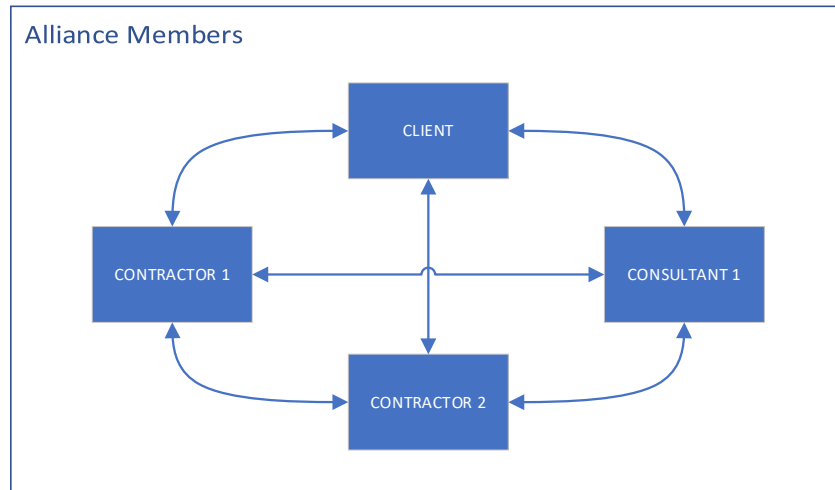 Alliance Members
CLIENT
CONTRACTOR 1
CONSULTANT 1
CONTRACTOR 2